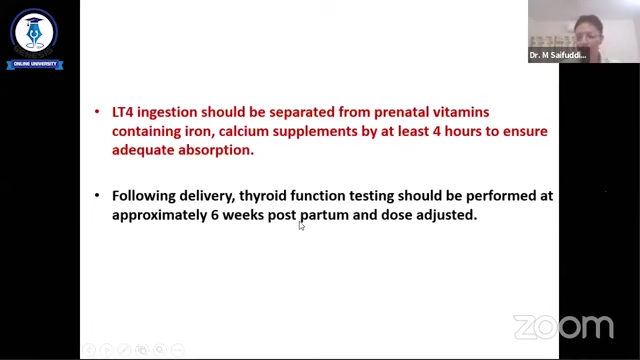 ONLINE UNIVERSITY
Dr. M Saifuddi...
• LT4 ingestion should be separated from prenatal vitamins
containing iron, calcium supplements by at least 4 hours to ensure
adequate absorption.
• Following delivery, thyroid function testing should be performed at
approximately 6 weeks post partum and dose adjusted.
zoom